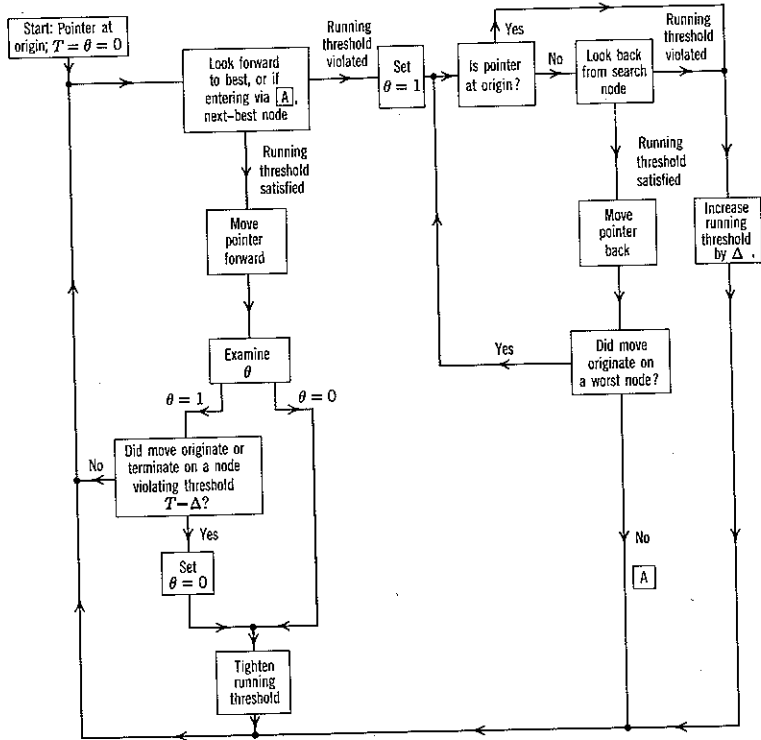 Start: Pointer at
origin; T = θ = 0
Look forward
to best, or if
entering via A,
next-best node
Running
threshold
violated
Set
θ = 1
Is pointer
at origin?
Yes
No
Look back
from search
node
Running
threshold
violated
Running
threshold
satisfied
Running
threshold
satisfied
Move
pointer
forward
Move
pointer
back
Increase
running
threshold
by Δ.
Examine
θ
Yes
Did move
originate on
a worst node?
θ = 1
θ = 0
No
Did move originate or
terminate on a node
violating threshold
T – Δ?
Yes
Set
θ = 0
No
A
Tighten
running
threshold